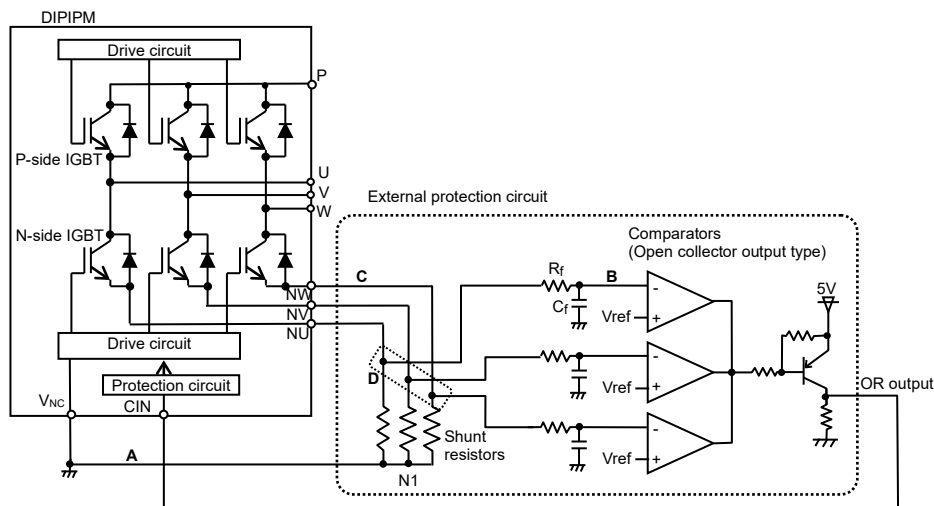 DIPIPM
Drive circuit
P
P-side IGBT
U
V
W
External protection circuit
N-side IGBT
Comparators
(Open collector output type)
C
Rf
B
-
5V
NW
Cf
Vref
+
NV
NU
Drive circuit
-
D
Protection circuit
Vref
+
OR output
VNC
CIN
-
Shunt
resistors
Vref
+
A
N1